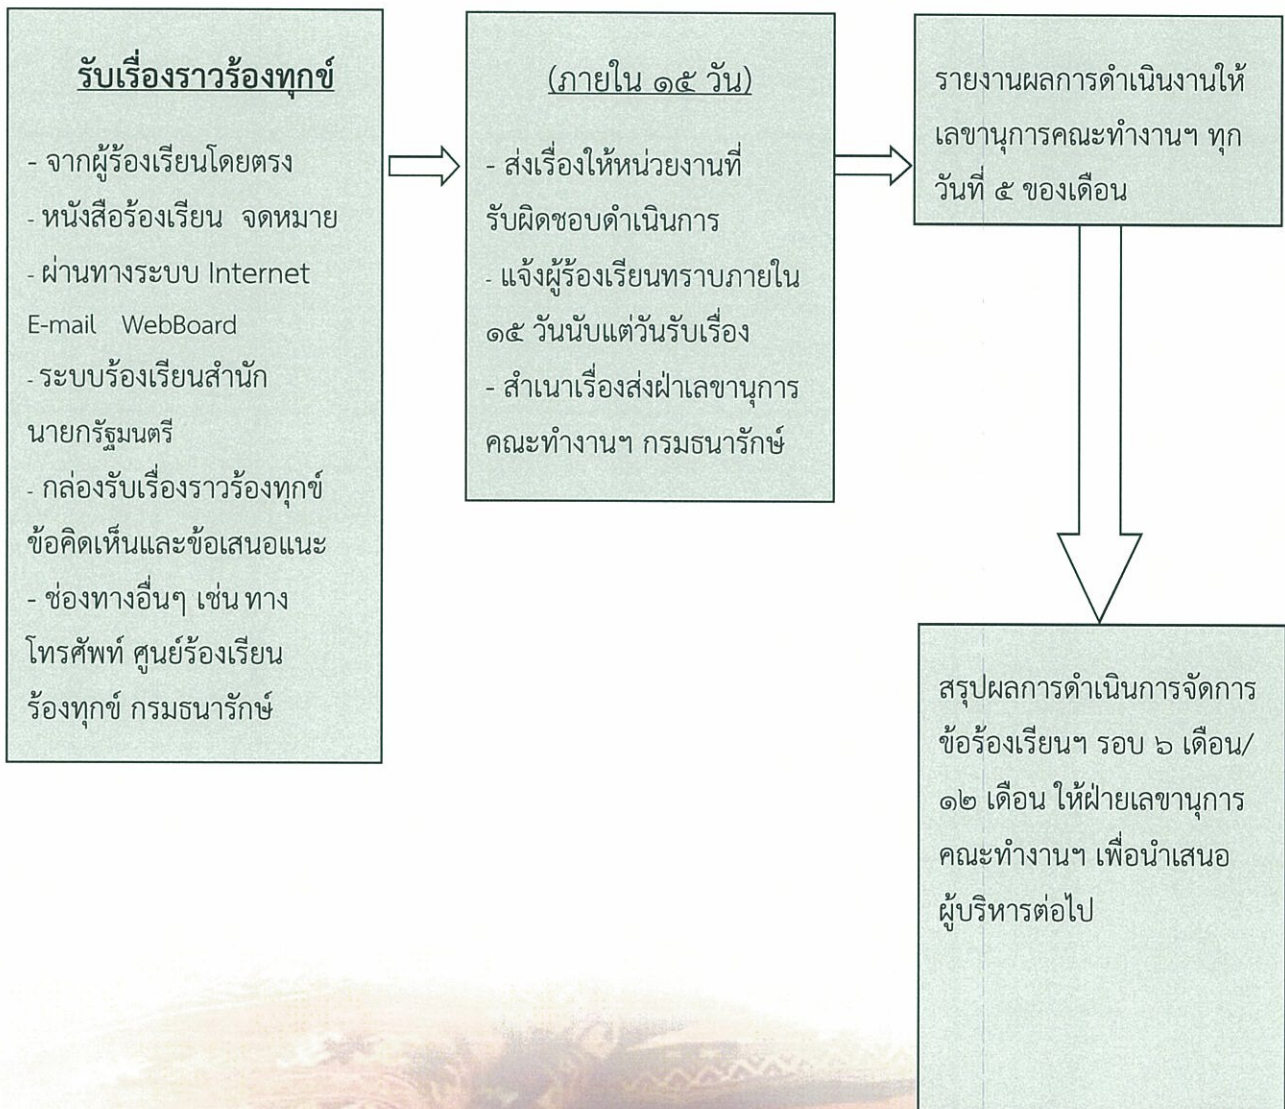 รับเรื่องราวร้องทุกข์
- จากผู้ร้องเรียนโดยตรง
- หนังสือร้องเรียน จดหมาย
- ผ่านทางระบบ Internet
E-mail WebBoard
- ระบบร้องเรียนสำนัก
นายกรัฐมนตรี
- กล่องรับเรื่องราวร้องทุกข์
ข้อคิดเห็นและข้อเสนอแนะ
- ช่องทางอื่นๆ เช่น ทาง
โทรศัพท์ ศูนย์ร้องเรียน
ร้องทุกข์ กรมธนารักษ์
(ภายใน ๑๕ วัน)
- ส่งเรื่องให้หน่วยงานที่
รับผิดชอบดำเนินการ
- แจ้งผู้ร้องเรียนทราบภายใน
๑๕ วันนับแต่วันรับเรื่อง
- สำเนาเรื่องส่งฝ่าเลขานุการ
คณะทำงานฯ กรมธนารักษ์
รายงานผลการดำเนินงานให้
เลขานุการคณะทำงานฯ ทุก
วันที่ ๕ ของเดือน
สรุปผลการดำเนินการจัดการ
ข้อร้องเรียนฯ รอบ ๖ เดือน/
๑๒ เดือน ให้ฝ่ายเลขานุการ
คณะทำงานฯ เพื่อนำเสนอ
ผู้บริหารต่อไป